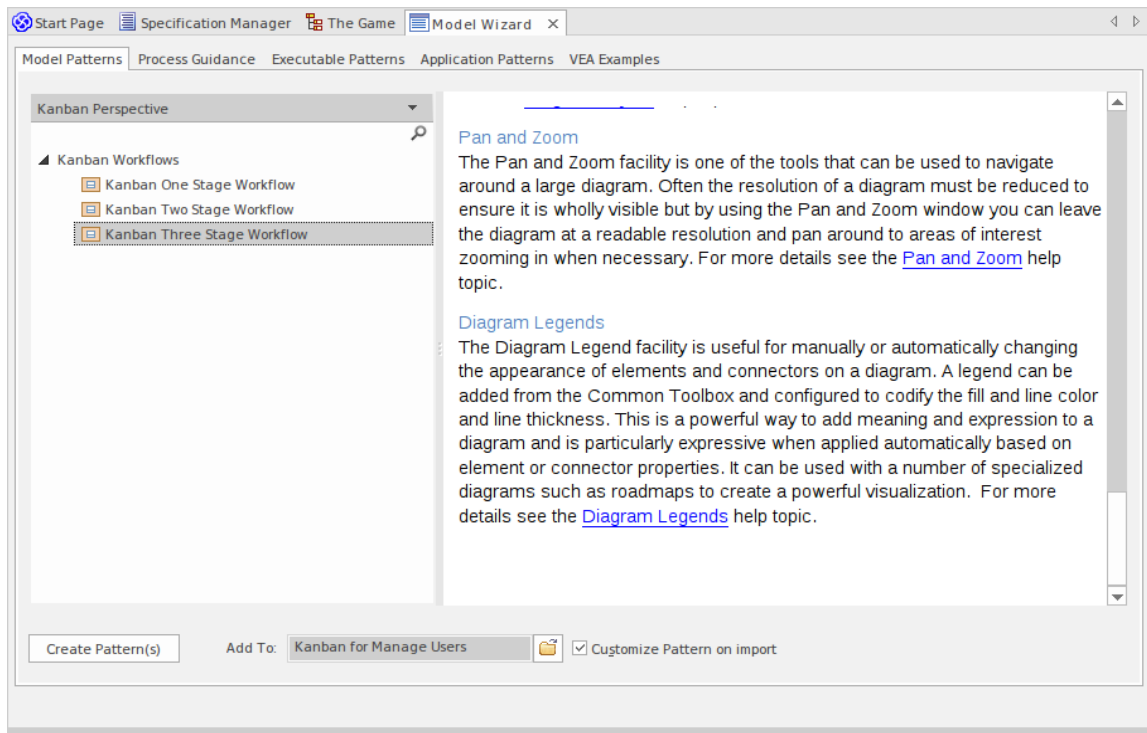 Start Page Specification Manager The Game Model Wizard
Model Patterns Process Guidance Executable Patterns Application Patterns VEA Examples
Kanban Perspective
Kanban Workflows
Kanban One Stage Workflow
Kanban Two Stage Workflow
Kanban Three Stage Workflow
Pan and Zoom
The Pan and Zoom facility is one of the tools that can be used to navigate
around a large diagram. Often the resolution of a diagram must be reduced to
ensure it is wholly visible but by using the Pan and Zoom window you can leave
the diagram at a readable resolution and pan around to areas of interest
zooming in when necessary. For more details see the Pan and Zoom help
topic.
Diagram Legends
The Diagram Legend facility is useful for manually or automatically changing
the appearance of elements and connectors on a diagram. A legend can be
added from the Common Toolbox and configured to codify the fill and line color
and line thickness. This is a powerful way to add meaning and expression to a
diagram and is particularly expressive when applied automatically based on
element or connector properties. It can be used with a number of specialized
diagrams such as roadmaps to create a powerful visualization. For more
details see the Diagram Legends help topic.
Create Pattern(s) Add To: Kanban for Manage Users Customize Pattern on import